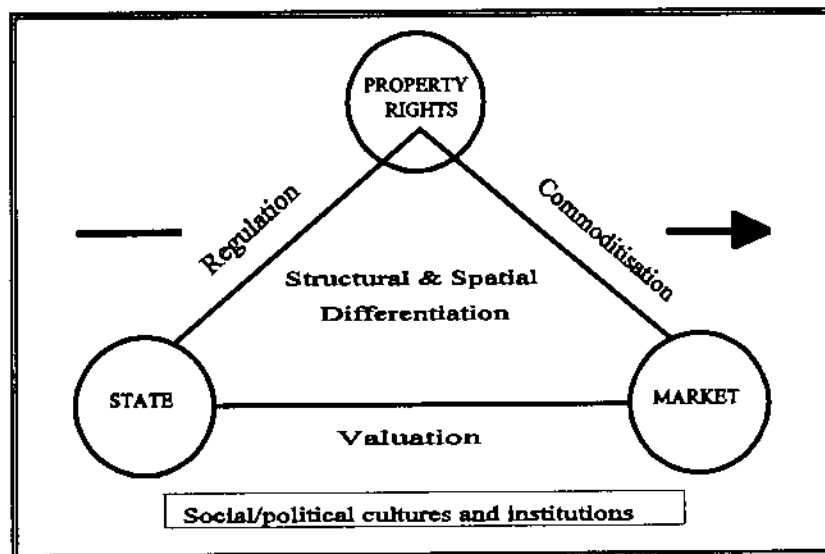 PROPERTY
RIGHTS
Regulation
Commoditisation
Structural & Spatial
Differentiation
STATE
MARKET
Valuation
Social/political cultures and institutions